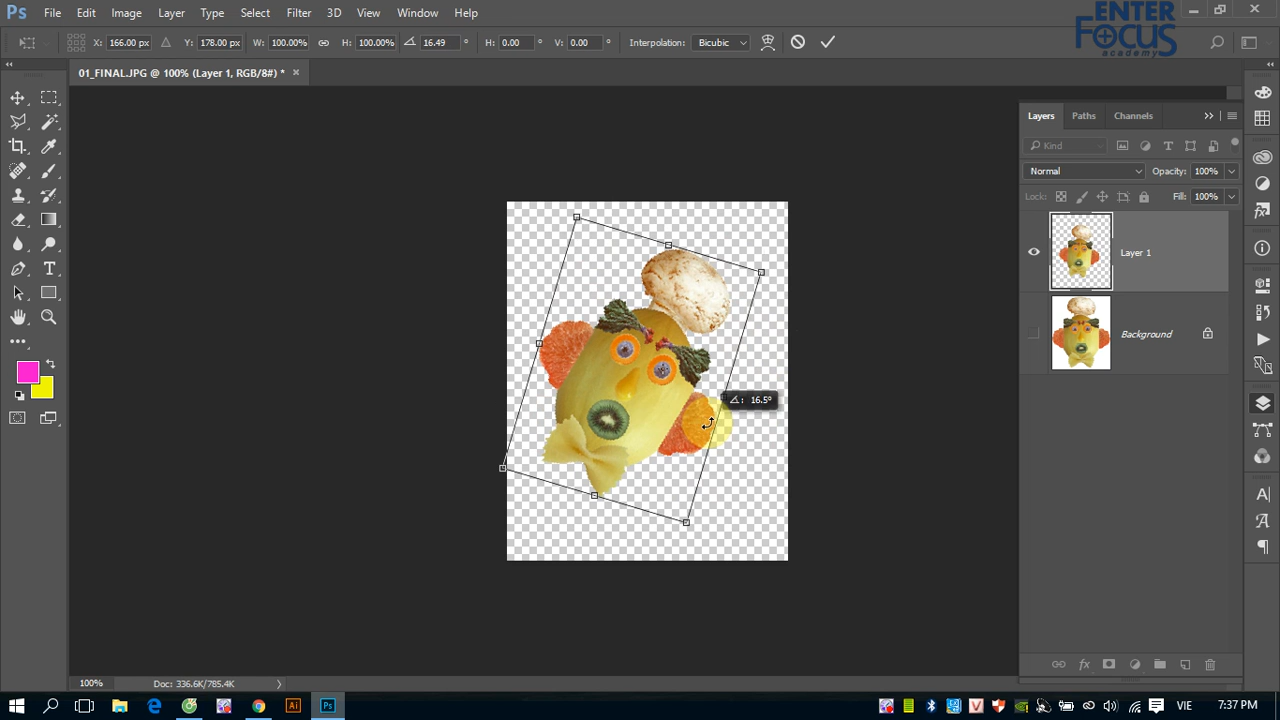 Ps File Edit Image Layer Type Select Filter 3D View Window Help
ENTER
FOCUS
academy
X: 166.00 px Y: 178.00 px W: 100.00% H: 100.00% 16.49 ° H: 0.00 ° V: 0.00 ° Interpolation: Bicubic
01_FINAL.JPG @ 100% (Layer 1, RGB/8#) * ×
Layers Paths Channels
Kind
Normal Opacity: 100%
Lock: Fill: 100%
Layer 1
Background
16.5°
100% Doc: 336.6K/785.4K
Ai Ps VIE 7:37 PM